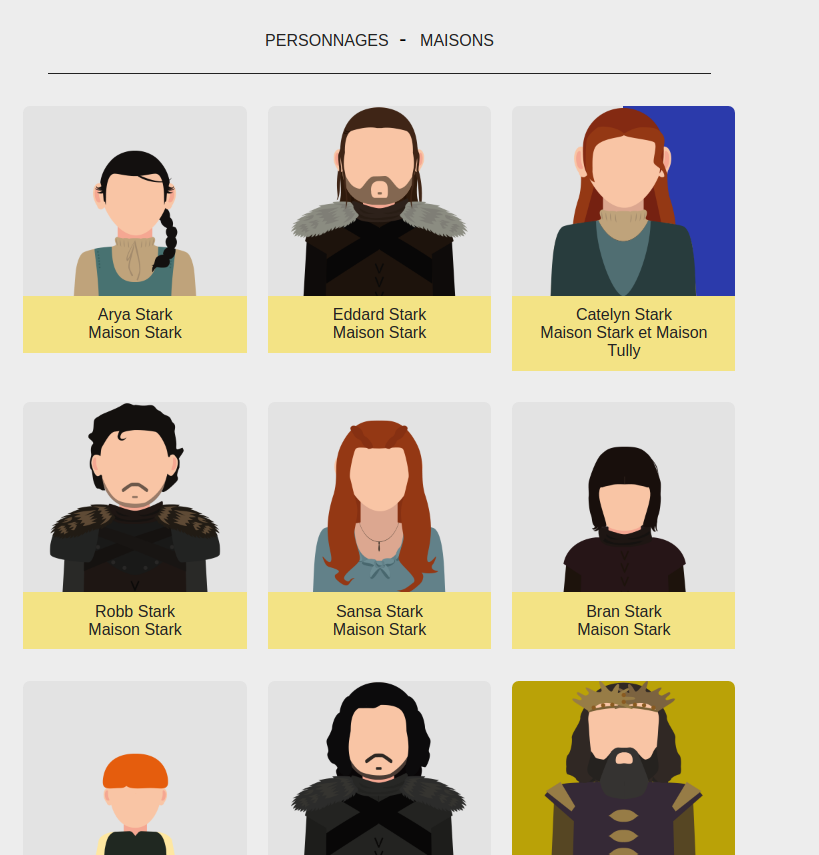 PERSONNAGES - MAISONS
Arya Stark
Maison Stark
Eddard Stark
Maison Stark
Catelyn Stark
Maison Stark et Maison
Tully
Robb Stark
Maison Stark
Sansa Stark
Maison Stark
Bran Stark
Maison Stark